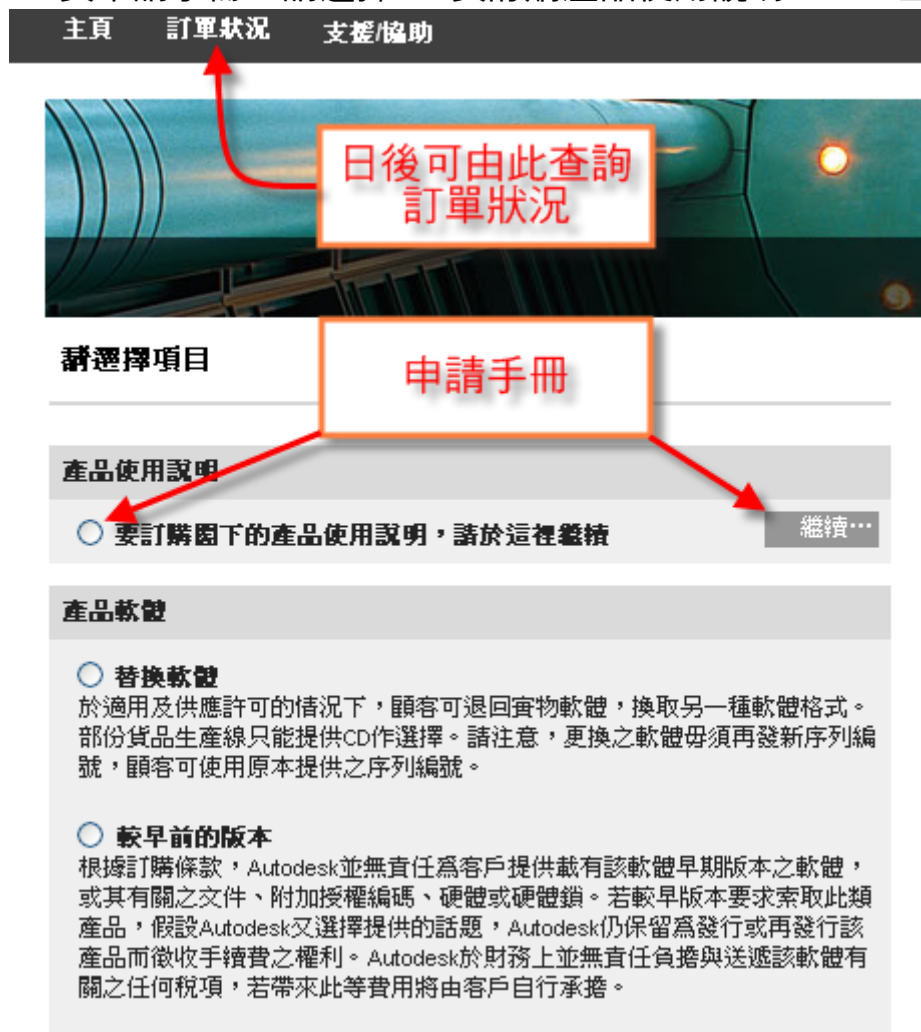 主頁 訂單狀況 支援/協助
日後可由此查詢
訂單狀況
請選擇項目
申請手冊
產品使用說明
要訂購閣下的產品使用說明，請於這裡繼續
繼續…
產品軟體
替換軟體
於適用及供應許可的情況下，顧客可退回實物軟體，換取另一種軟體格式。
部份貨品生產線只能提供CD作選擇。請注意，更換之軟體毋須再發新序列編
號，顧客可使用原本提供之序列編號。
較早前的版本
根據訂購條款，Autodesk並無責任爲客戶提供載有該軟體早期版本之軟體，
或其有關之文件、附加授權編碼、硬體或硬體鎖。若較早版本要求索取此類
產品，假設Autodesk又選擇提供的話題，Autodesk仍保留爲發行或再發行該
產品而徵收手續費之權利。Autodesk於財務上並無責任負擔與送遞該軟體有
關之任何稅項，若帶來此等費用將由客戶自行承擔。